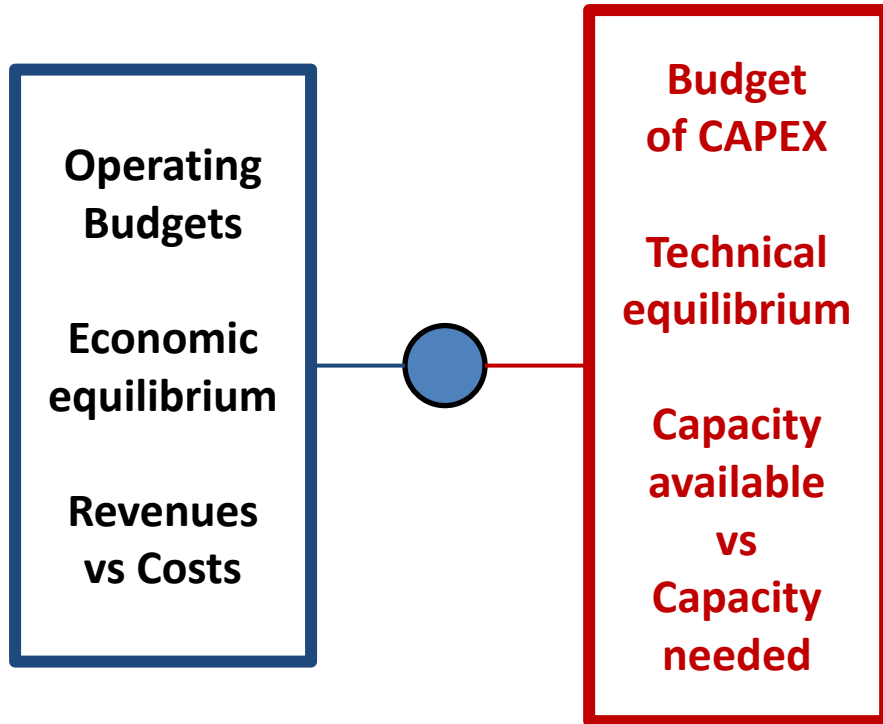 Operating
Budgets
Economic
equilibrium
Revenues
vs Costs
Budget
of CAPEX
Technical
equilibrium
Capacity
available
vs
Capacity
needed